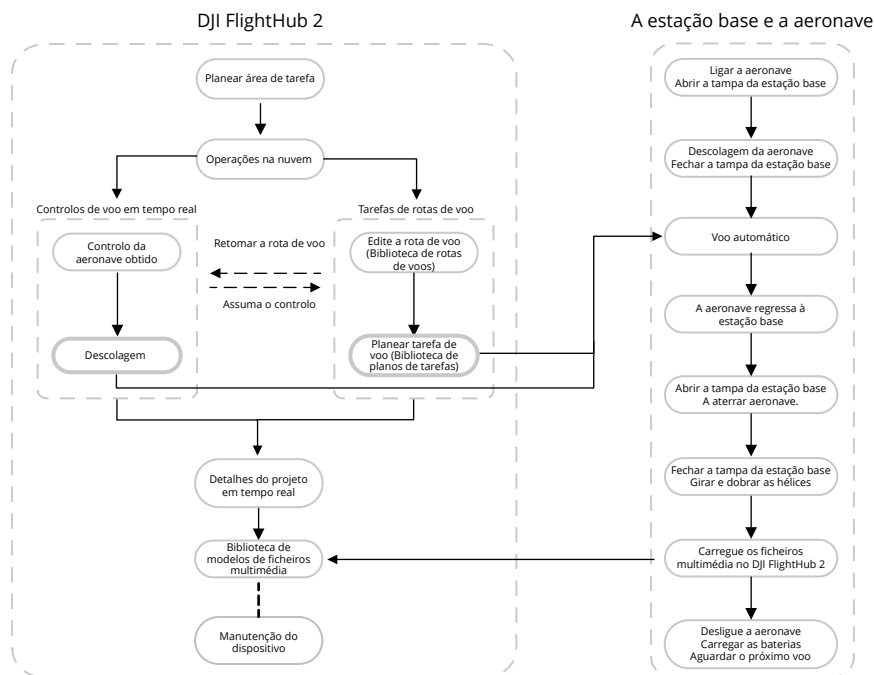 DJI FlightHub 2
Planear área de tarefa
Operações na nuvem
Controlos de voo em tempo real
Tarefas de rotas de voo
Controlo da
aeronave obtido
Descolagem
Retomar a rota de voo
Assuma o controlo
Edite a rota de voo
(Biblioteca de rotas
de voos)
Planear tarefa de
voo (Biblioteca de
planos de tarefas)
Detalhes do projeto
em tempo real
Biblioteca de
modelos de ficheiros
multimédia
Manutenção do
dispositivo
A estação base e a aeronave
Ligar a aeronave
Abrir a tampa da estação base
Descolagem da aeronave
Fechar a tampa da estação base
Voo automático
A aeronave regressa à
estação base
Abrir a tampa da estação base
A aterrar aeronave.
Fechar a tampa da estação base
Girar e dobrar as hélices
Carregue os ficheiros
multimédia no DJI FlightHub 2
Desligue a aeronave
Carregar as baterias
Aguardar o próximo voo